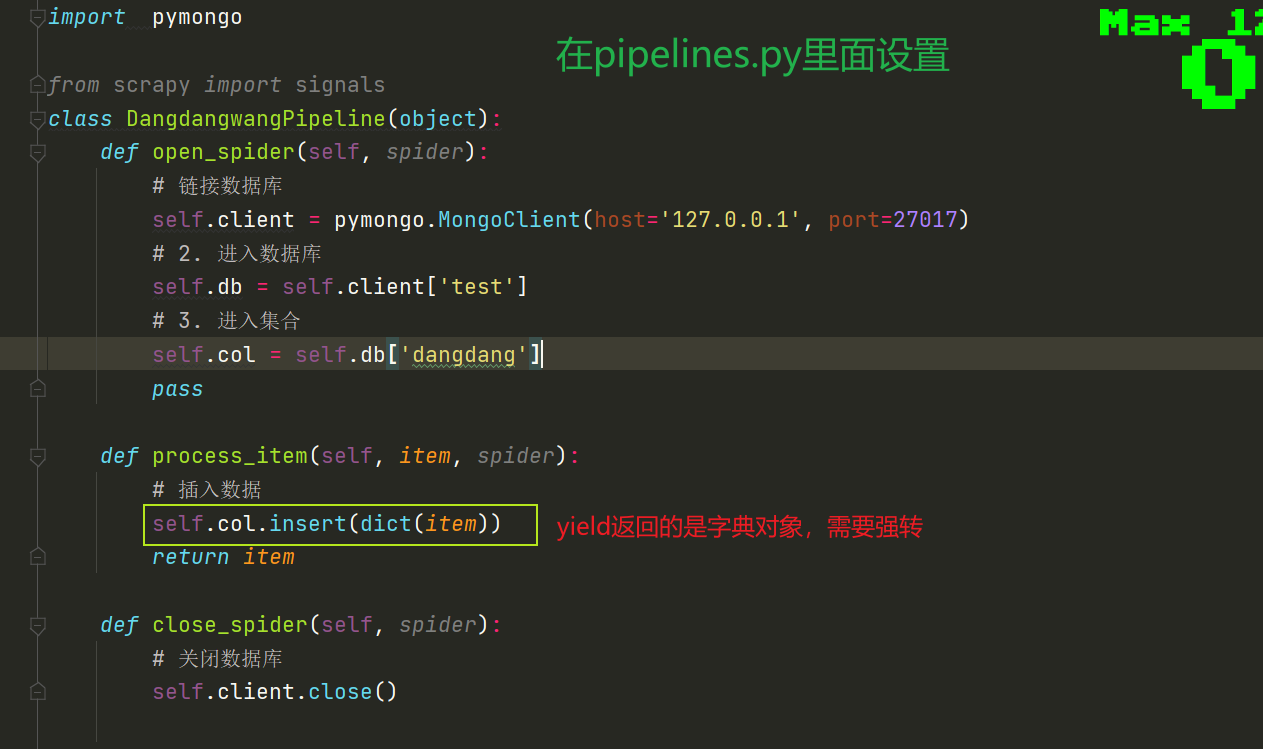 import  pymongo
Max 12
在pipelines.py里面设置
0
from scrapy import signals
class DangdangwangPipeline(object):
def open_spider(self, spider):
# 链接数据库
self.client = pymongo.MongoClient(host='127.0.0.1', port=27017)
# 2. 进入数据库
self.db = self.client['test']
# 3. 进入集合
self.col = self.db['dangdang']
pass
def process_item(self, item, spider):
# 插入数据
self.col.insert(dict(item)) yield返回的是字典对象，需要强转
return item
def close_spider(self, spider):
# 关闭数据库
self.client.close()